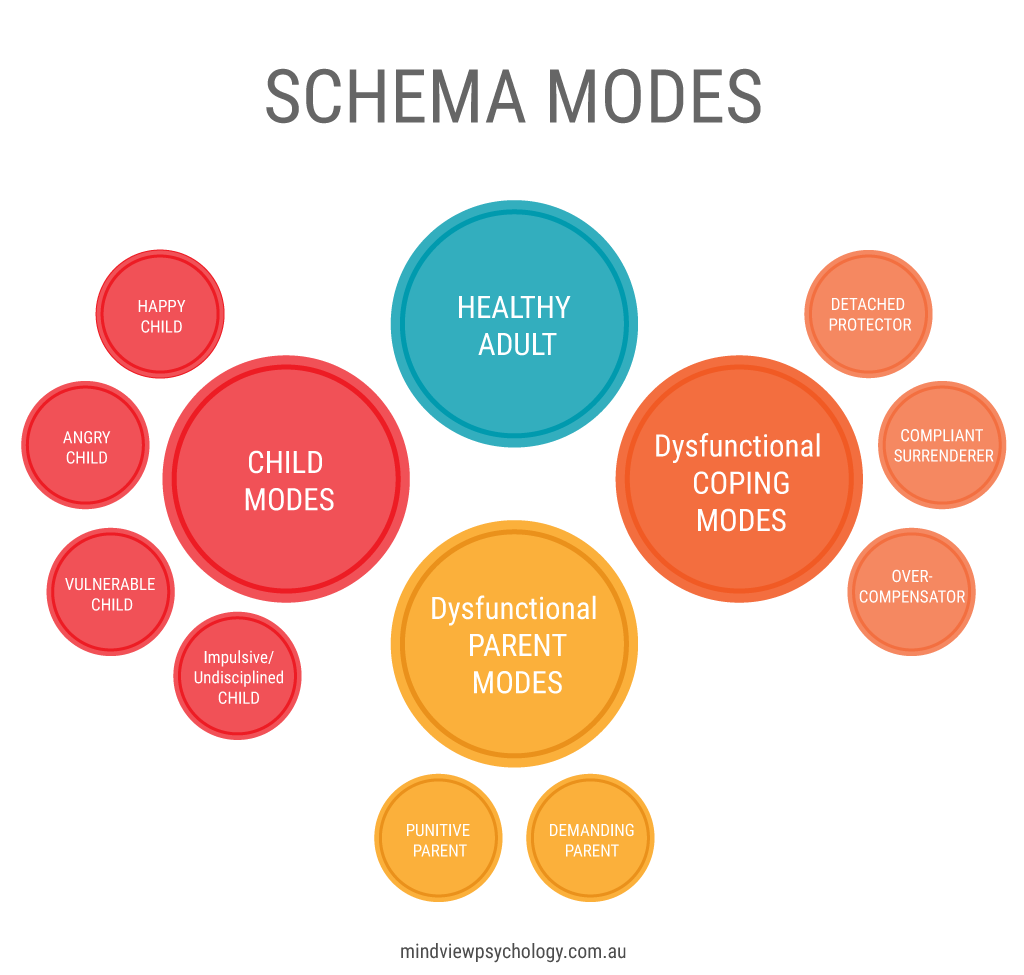 SCHEMA MODES
HEALTHY
ADULT
HAPPY
CHILD
ANGRY
CHILD
VULNERABLE
CHILD
Impulsive/
Undisciplined
CHILD
CHILD
MODES
Dysfunctional
COPING
MODES
DETACHED
PROTECTOR
COMPLIANT
SURRENDERER
OVER-
COMPENSATOR
Dysfunctional
PARENT
MODES
PUNITIVE
PARENT
DEMANDING
PARENT
mindviewpsychology.com.au